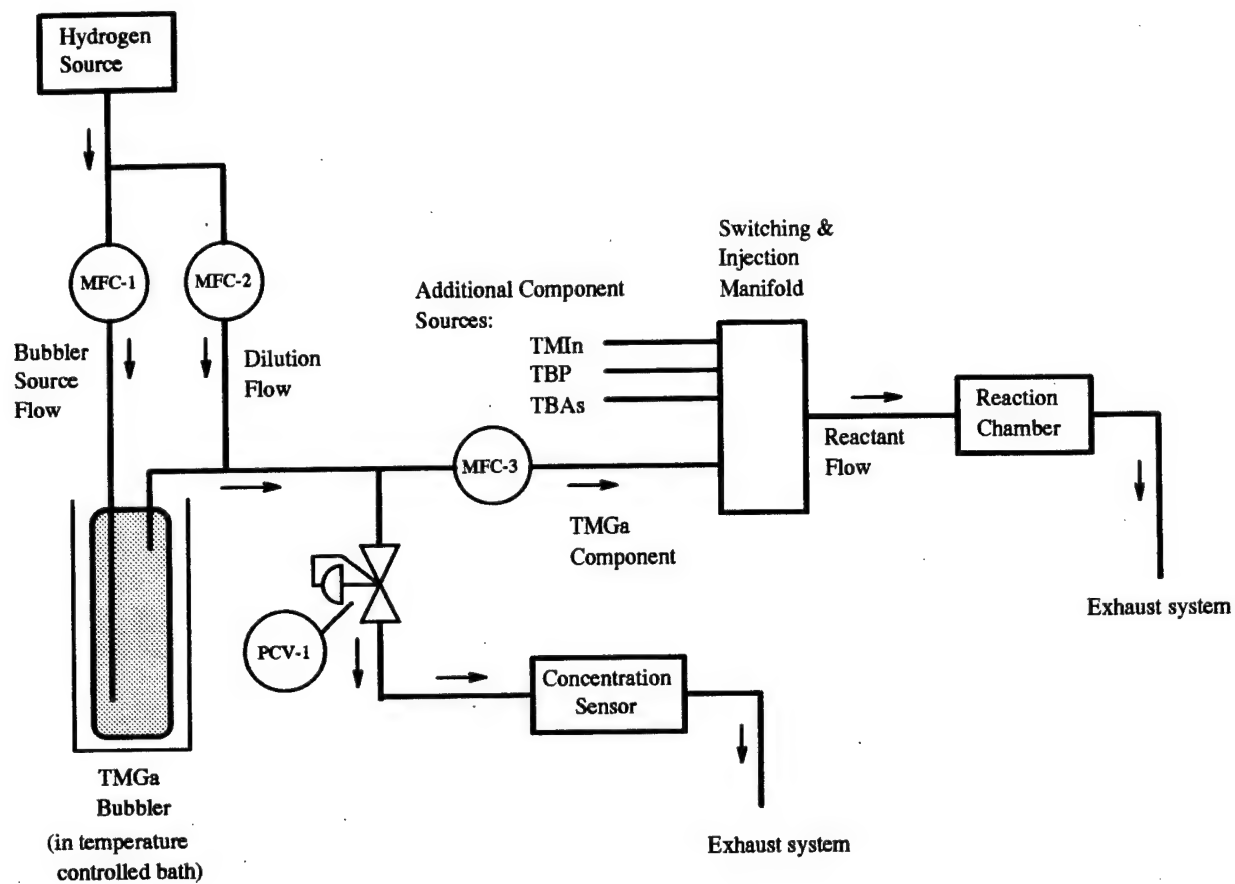 Hydrogen
Source
MFC-1
MFC-2
Bubbler
Source
Flow
Dilution
Flow
Additional Component
Sources:
TMIn
TBP
TBAs
Switching &
Injection
Manifold
Reaction
Chamber
Reactant
Flow
MFC-3
TMGa
Component
Exhaust system
PCV-1
Concentration
Sensor
TMGa
Bubbler
(in temperature
controlled bath)
Exhaust system